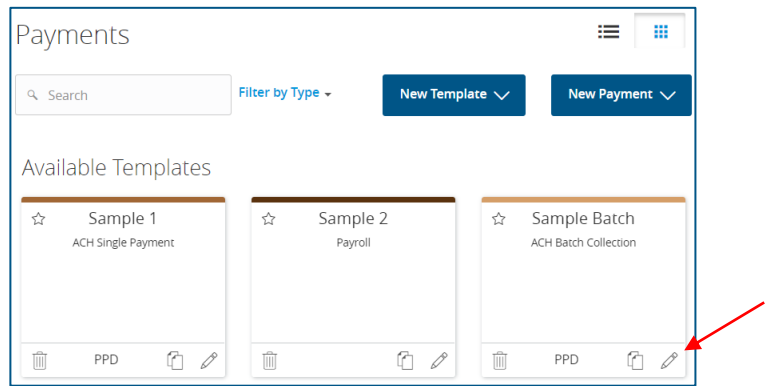 Payments
Search
Filter by Type
New Template
New Payment
Available Templates
Sample 1
ACH Single Payment
Sample 2
Payroll
Sample Batch
ACH Batch Collection
PPD
PPD